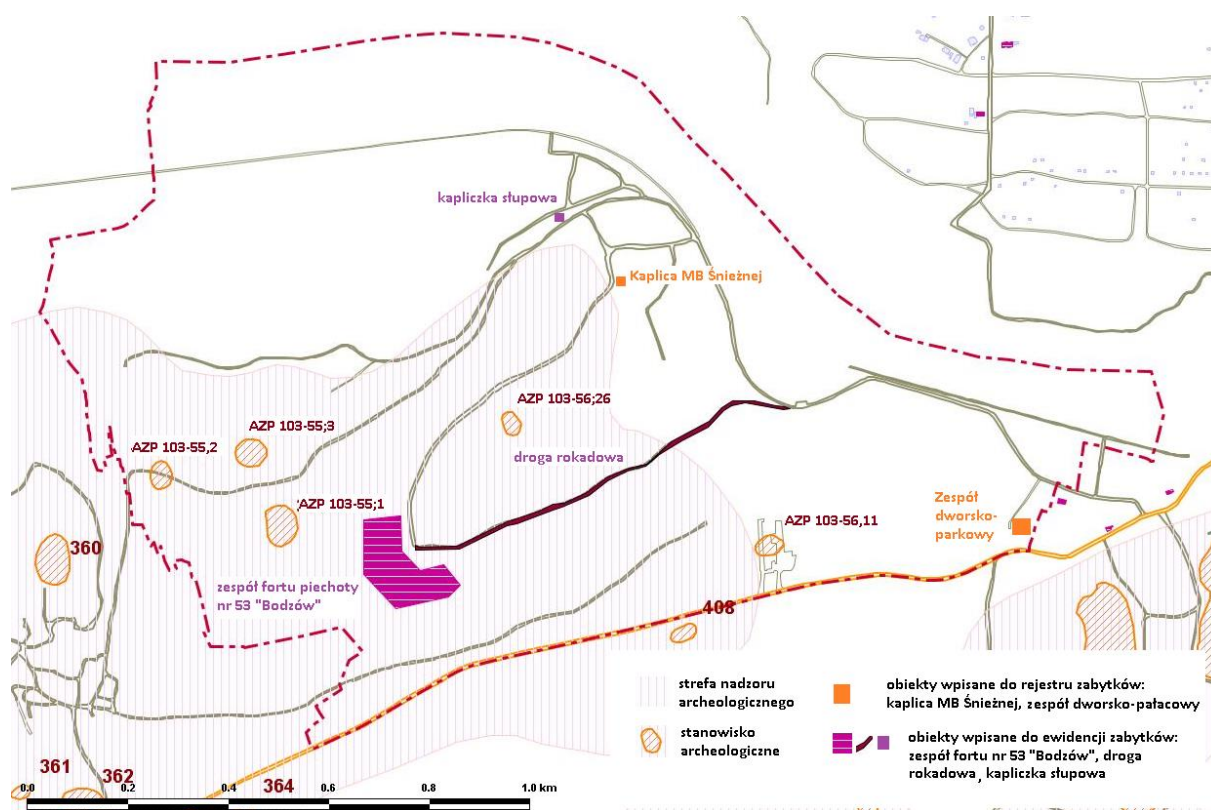 kapliczka słupowa
Kaplica MB Śnieżnej
AZP 103-56;26
AZP 103-55;3
AZP 103-55,2
droga rokadowa
AZP 103-55;1
AZP 103-56,11
Zespół
dworsko-
parkowy
360
zespół fortu piechoty
nr 53 "Bodzów"
408
strefa nadzoru
archeologicznego
stanowisko
archeologiczne
obiekty wpisane do rejestru zabytków:
kaplica MB Śnieżnej, zespół dworsko-pałacowy
obiekty wpisane do ewidencji zabytków:
zespół fortu nr 53 "Bodzów", droga
rokadowa, kapliczka słupowa
361
362
364
0.0 0.2 0.4 0.6 0.8 1.0 km